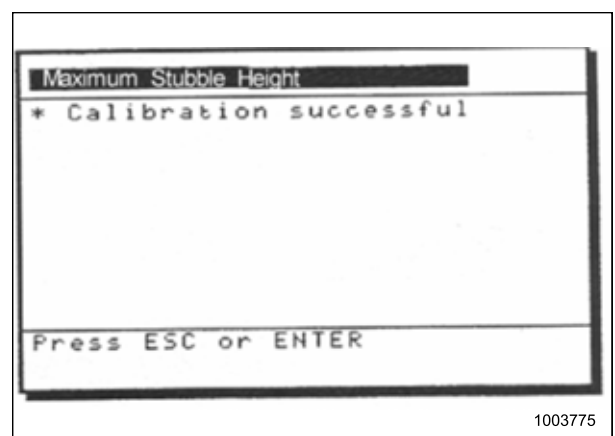 Maximum Stubble Height
* Calibration successful
Press ESC or ENTER
1003775